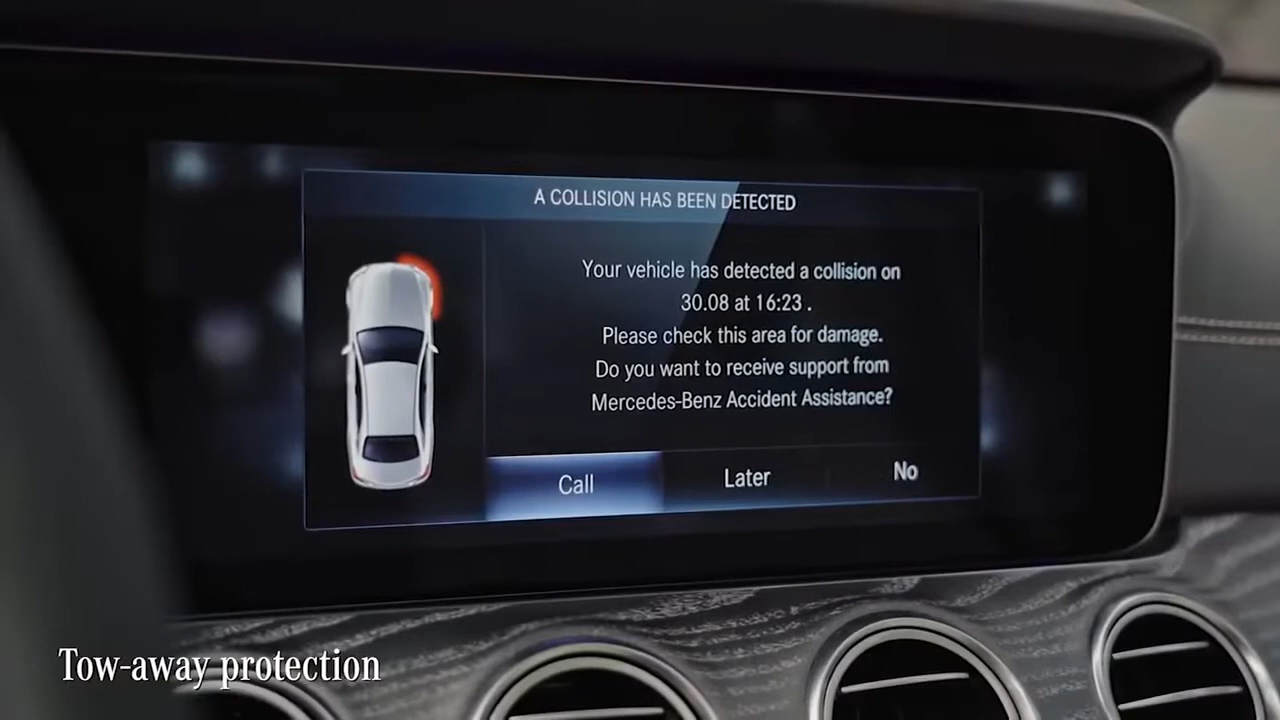 A COLLISION HAS BEEN DETECTED
Your vehicle has detected a collision on
30.08 at 16:23 .
Please check this area for damage.
Do you want to receive support from
Mercedes-Benz Accident Assistance?
Call
Later
No
Tow-away protection